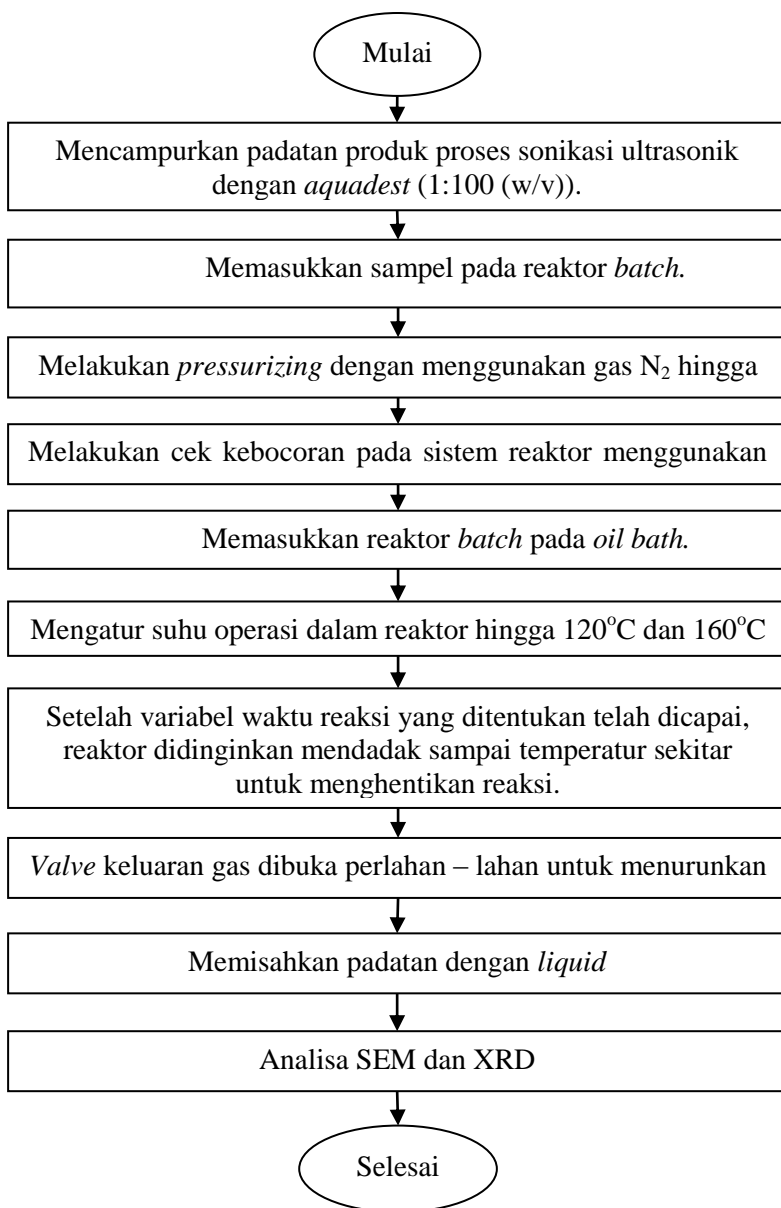 Mulai
Mencampurkan padatan produk proses sonikasi ultrasonik
dengan aquadest (1:100 (w/v)).
Memasukkan sampel pada reaktor batch.
Melakukan pressurizing dengan menggunakan gas N₂ hingga
Melakukan cek kebocoran pada sistem reaktor menggunakan
Memasukkan reaktor batch pada oil bath.
Mengatur suhu operasi dalam reaktor hingga 120°C dan 160°C
Setelah variabel waktu reaksi yang ditentukan telah dicapai,
reaktor didinginkan mendadak sampai temperatur sekitar
untuk menghentikan reaksi.
Valve keluaran gas dibuka perlahan – lahan untuk menurunkan
Memisahkan padatan dengan liquid
Analisa SEM dan XRD
Selesai